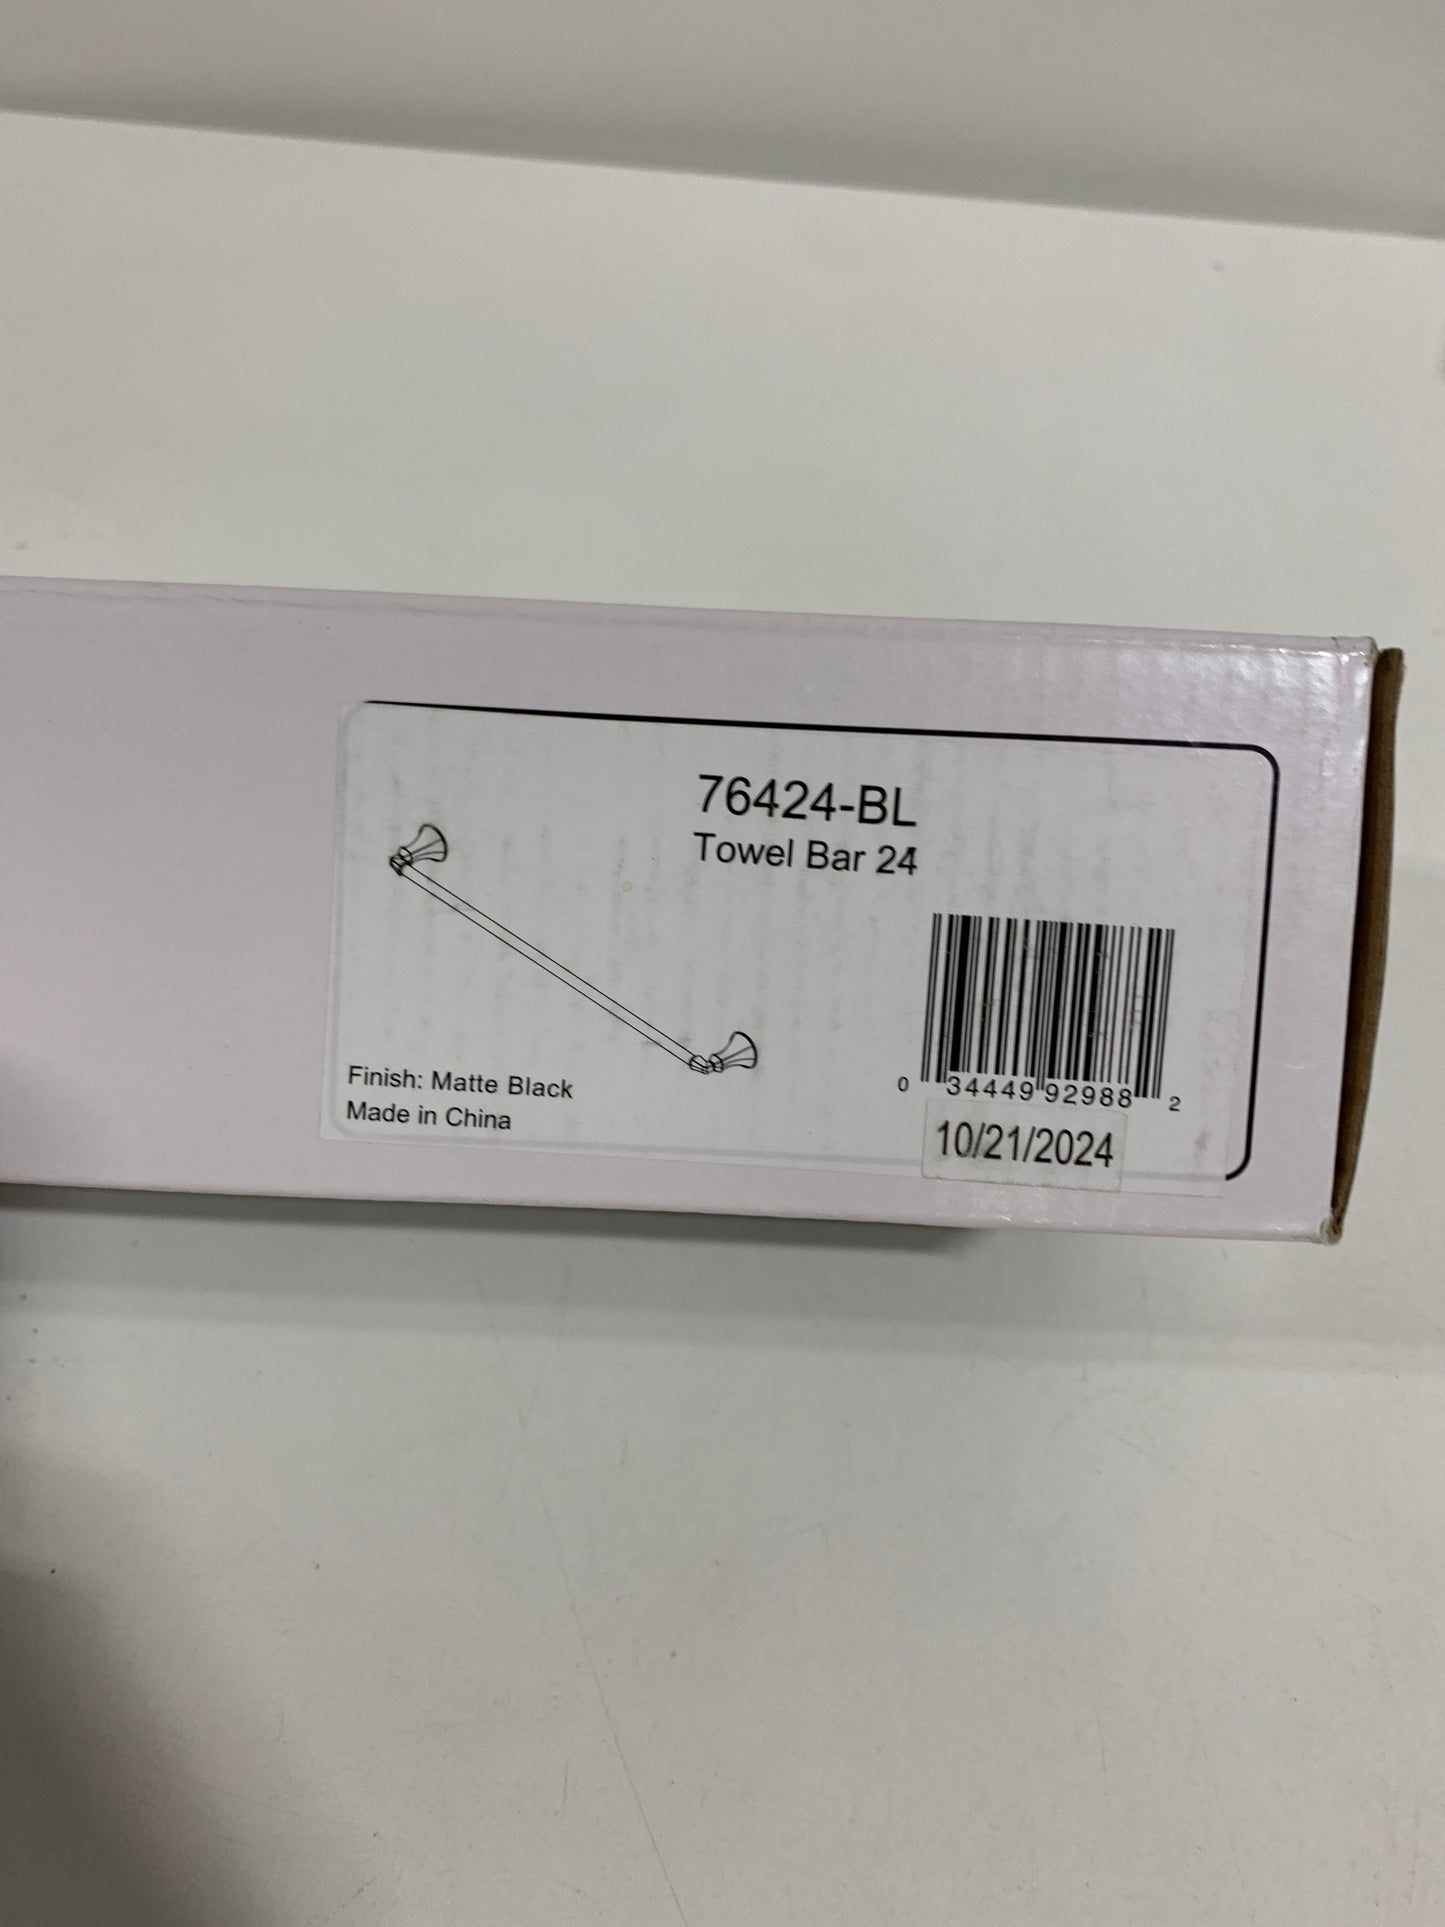 76424-BL
Towel Bar 24
Finish: Matte Black
Made in China
0 34449 92988 2
10/21/2024